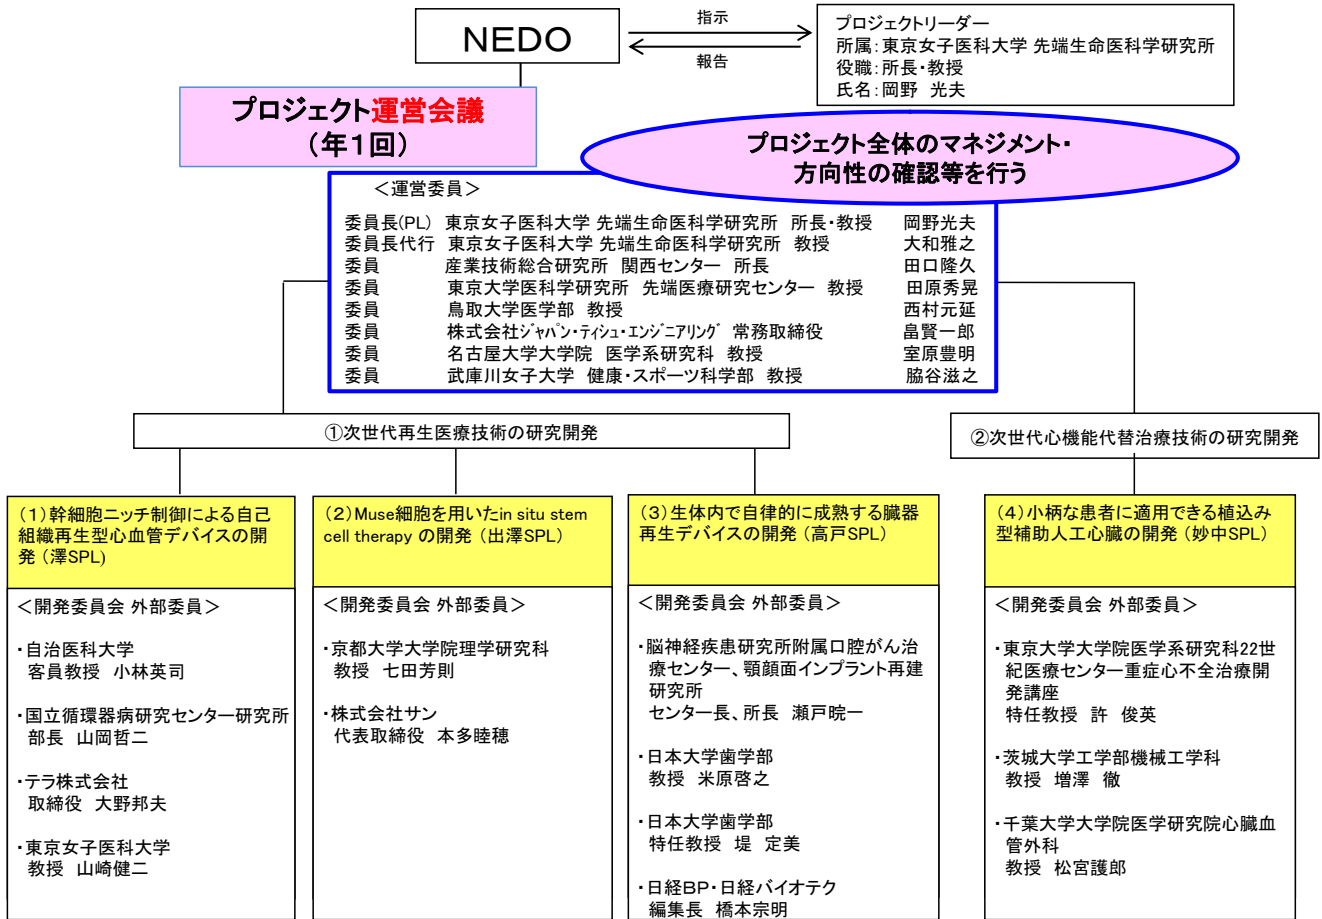 NEDO
指示
報告
プロジェクトリーダー
所属：東京女子医科大学 先端生命医科学研究所
役職：所長・教授
氏名：岡野 光夫
プロジェクト運営会議
（年１回）
プロジェクト全体のマネジメント・
方向性の確認等を行う
＜運営委員＞
委員長(PL) 東京女子医科大学 先端生命医科学研究所 所長・教授 岡野光夫
委員長代行 東京女子医科大学 先端生命医科学研究所 教授 大和雅之
委員 産業技術総合研究所 関西センター 所長 田口隆久
委員 東京大学医科学研究所 先端医療研究センター 教授 田原秀晃
委員 鳥取大学医学部 教授 西村元延
委員 株式会社ｼﾞｬﾊﾟﾝ・ﾃｨｼｭ・ｴﾝｼﾞﾆｱﾘﾝｸﾞ 常務取締役 畠賢一郎
委員 名古屋大学大学院 医学系研究科 教授 室原豊明
委員 武庫川女子大学 健康・スポーツ科学部 教授 脇谷滋之
①次世代再生医療技術の研究開発
②次世代心機能代替治療技術の研究開発
（１）幹細胞ニッチ制御による自己
組織再生型心血管デバイスの開
発（澤SPL）
＜開発委員会 外部委員＞
・自治医科大学
客員教授 小林英司
・国立循環器病研究センター研究所
部長 山岡哲二
・テラ株式会社
取締役 大野邦夫
・東京女子医科大学
教授 山崎健二
（２）Muse細胞を用いたin situ stem
cell therapy の開発（出澤SPL）
＜開発委員会 外部委員＞
・京都大学大学院理学研究科
教授 七田芳則
・株式会社サン
代表取締役 本多睦穂
（３）生体内で自律的に成熟する臓器
再生デバイスの開発（高戸SPL）
＜開発委員会 外部委員＞
・脳神経疾患研究所附属口腔がん治
療センター、顎顔面インプラント再建
研究所
センター長、所長 瀬戸晥一
・日本大学歯学部
教授 米原啓之
・日本大学歯学部
特任教授 堤 定美
・日経ＢＰ・日経バイオテク
編集長 橋本宗明
（４）小柄な患者に適用できる植込み
型補助人工心臓の開発（妙中SPL）
＜開発委員会 外部委員＞
・東京大学大学院医学系研究科22世
紀医療センター重症心不全治療開
発講座
特任教授 許 俊英
・茨城大学工学部機械工学科
教授 増澤 徹
・千葉大学大学院医学研究院心臓血
管外科
教授 松宮護郎